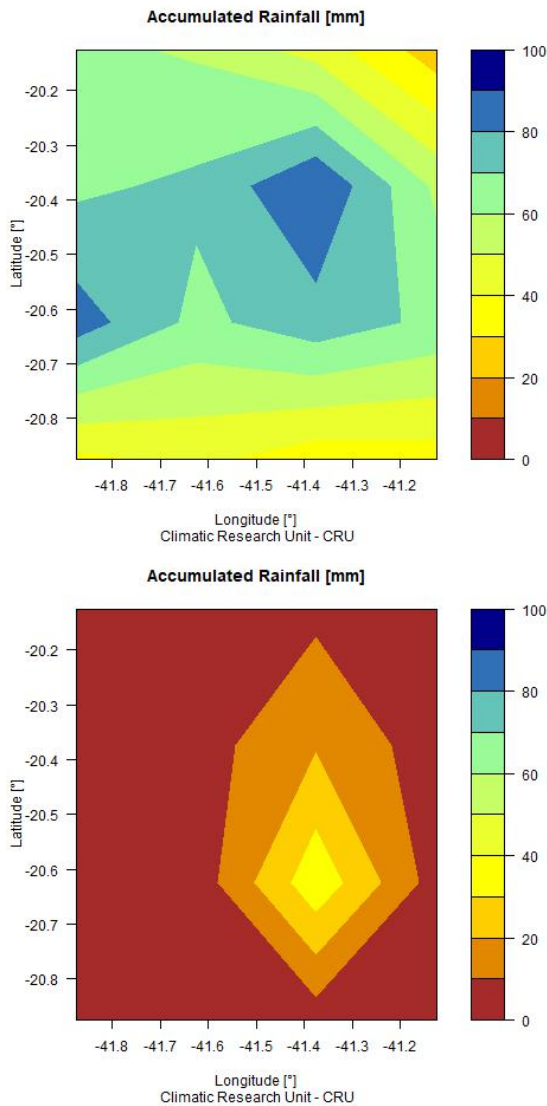 Accumulated Rainfall [mm]
Latitude [°]
-20.2
-20.3
-20.4
-20.5
-20.6
-20.7
-20.8
100
80
60
40
20
0
-41.8 -41.7 -41.6 -41.5 -41.4 -41.3 -41.2
Longitude [°]
Climatic Research Unit - CRU
Accumulated Rainfall [mm]
Latitude [°]
-20.2
-20.3
-20.4
-20.5
-20.6
-20.7
-20.8
100
80
60
40
20
0
-41.8 -41.7 -41.6 -41.5 -41.4 -41.3 -41.2
Longitude [°]
Climatic Research Unit - CRU